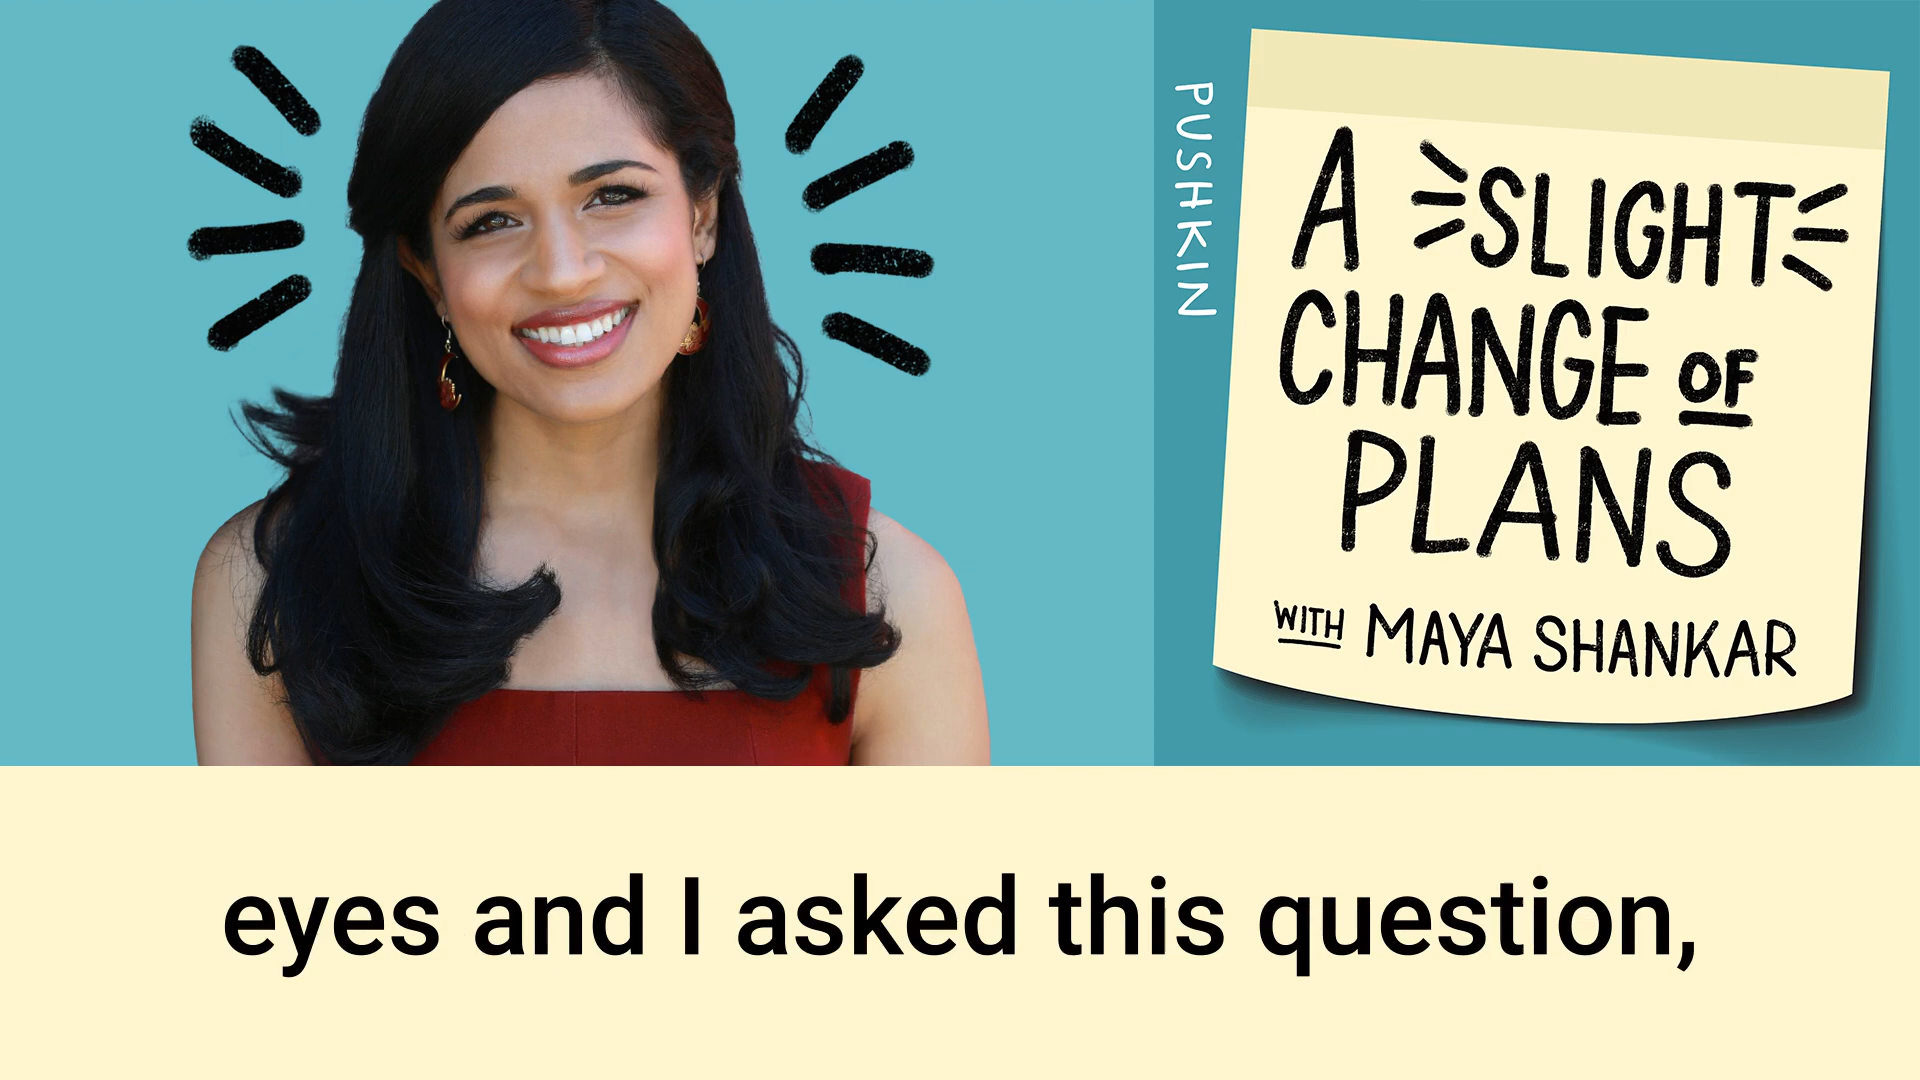 PUSHKIN
A SLIGHT
CHANGE OF
PLANS
WITH MAYA SHANKAR
eyes and I asked this question,